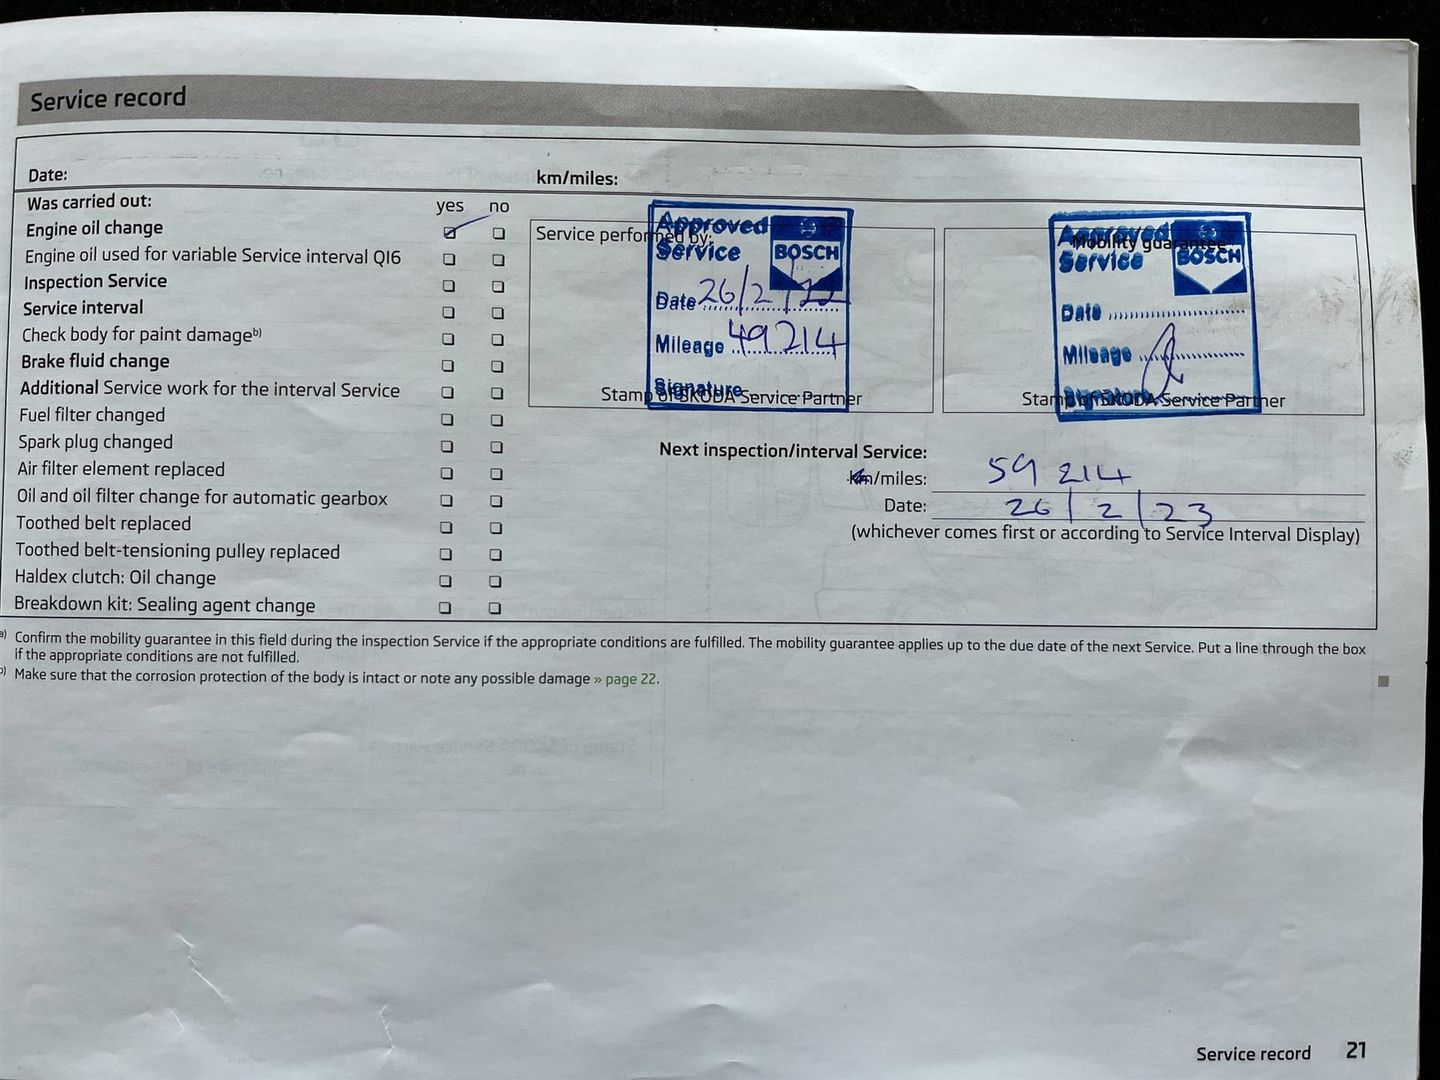 Service record
Date: km/miles:
Was carried out: yes no
Engine oil change
Engine oil used for variable Service interval QI6
Inspection Service
Service interval
Check body for paint damage b)
Brake fluid change
Additional Service work for the interval Service
Fuel filter changed
Spark plug changed
Air filter element replaced
Oil and oil filter change for automatic gearbox
Toothed belt replaced
Toothed belt-tensioning pulley replaced
Haldex clutch: Oil change
Breakdown kit: Sealing agent change
Service performed by:
Approved
Service
BOSCH
Date 26/2/22
Mileage 49214
Signature
Stamp of ŠKODA Service Partner
Mobility guarantee
Approved
Service
BOSCH
Date
Mileage
Signature
Stamp of ŠKODA Service Partner
Next inspection/interval Service:
km/miles: 59 214
Date: 26/2/23
(whichever comes first or according to Service Interval Display)
a) Confirm the mobility guarantee in this field during the inspection Service if the appropriate conditions are fulfilled. The mobility guarantee applies up to the due date of the next Service. Put a line through the box
if the appropriate conditions are not fulfilled.
b) Make sure that the corrosion protection of the body is intact or note any possible damage » page 22.
Service record 21